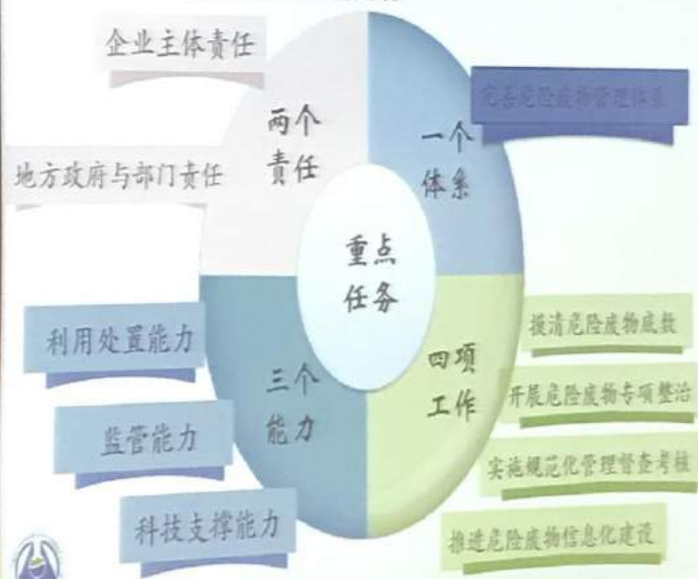 企业主体责任
地方政府与部门责任
两个
责任
一个
体系
完善危险废物管理体系
重点
任务
利用处置能力
监管能力
科技支撑能力
三个
能力
四项
工作
摸清危险废物底数
开展危险废物专项整治
实施规范化管理督查考核
推进危险废物信息化建设